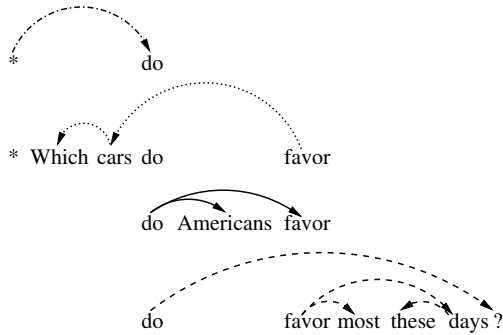 * do
* Which cars do favor
do Americans favor
do favor most these days ?